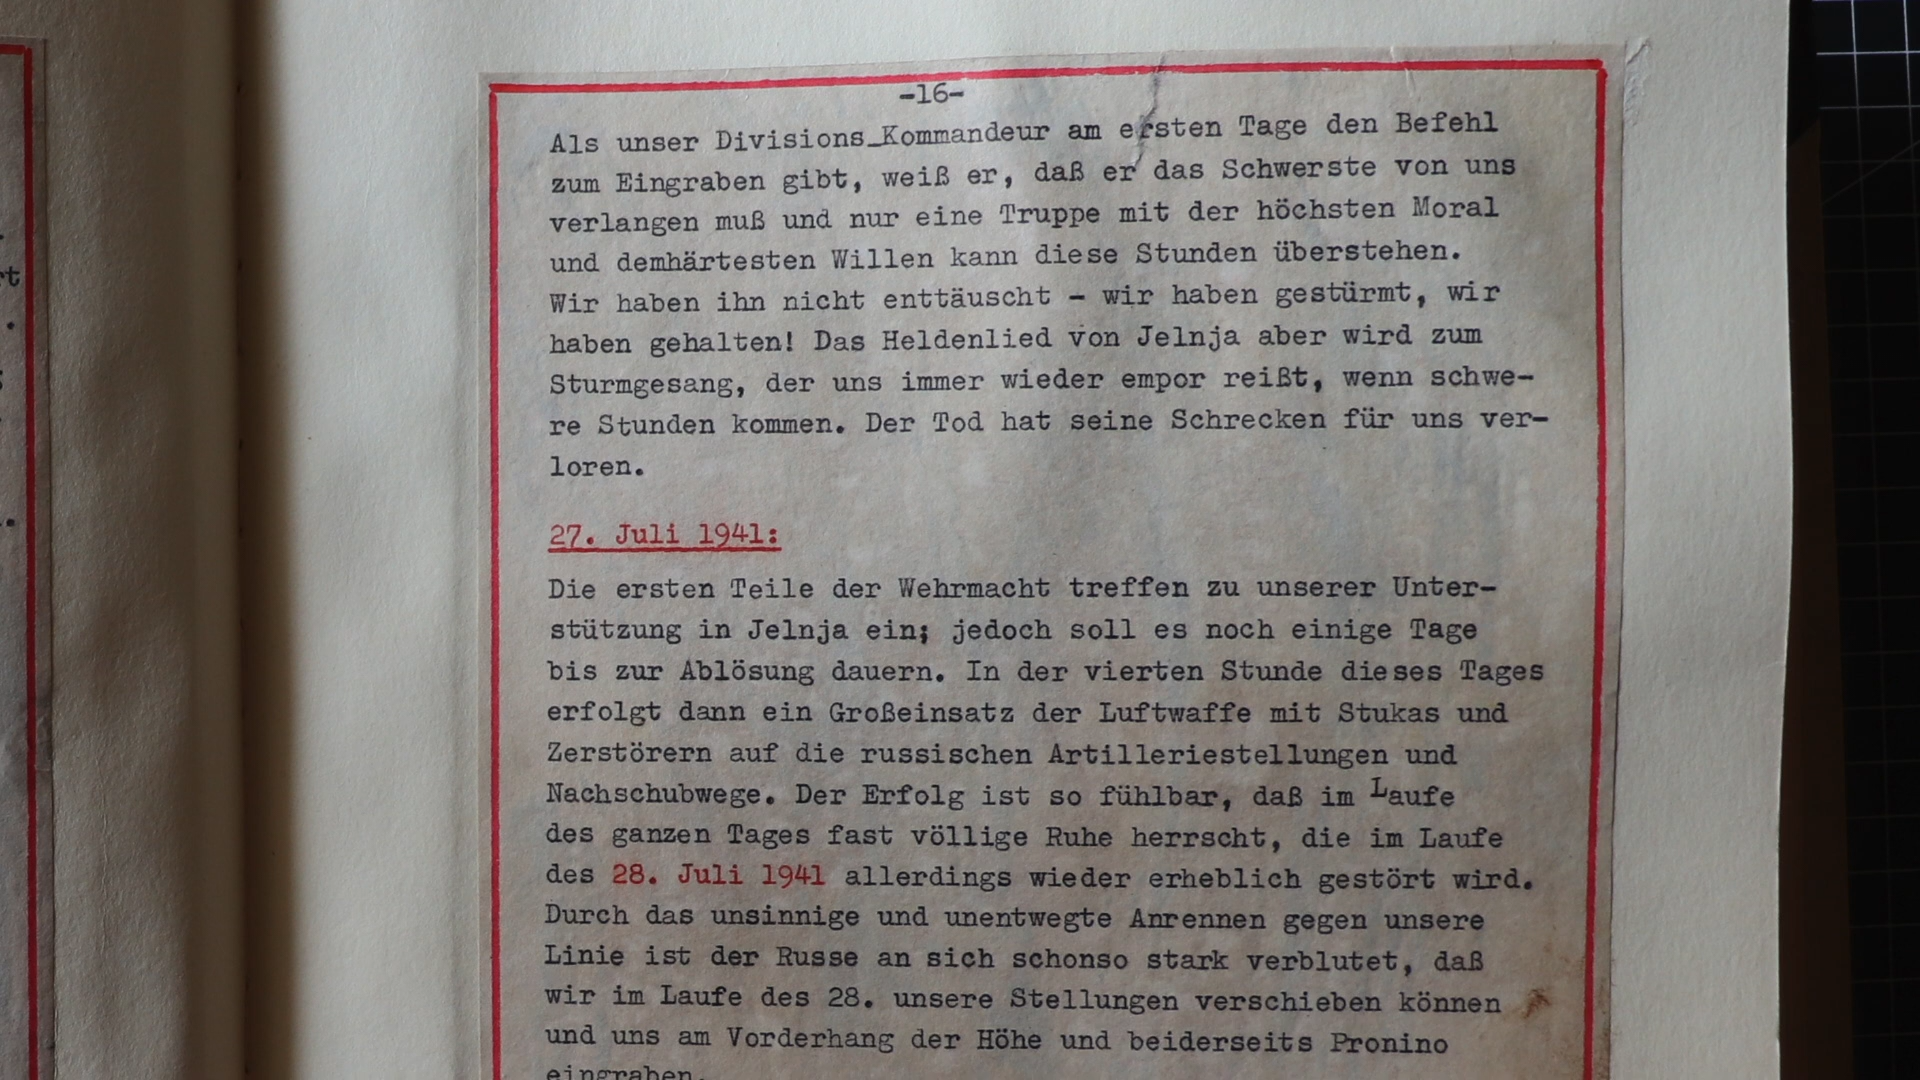 -16-
Als unser Divisions_Kommandeur am ersten Tage den Befehl
zum Eingraben gibt, weiß er, daß er das Schwerste von uns
verlangen muß und nur eine Truppe mit der höchsten Moral
und demhärtesten Willen kann diese Stunden überstehen.
Wir haben ihn nicht enttäuscht - wir haben gestürmt, wir
haben gehalten! Das Heldenlied von Jelnja aber wird zum
Sturmgesang, der uns immer wieder empor reißt, wenn schwe-
re Stunden kommen. Der Tod hat seine Schrecken für uns ver-
loren.
27. Juli 1941:
Die ersten Teile der Wehrmacht treffen zu unserer Unter-
stützung in Jelnja ein; jedoch soll es noch einige Tage
bis zur Ablösung dauern. In der vierten Stunde dieses Tages
erfolgt dann ein Großeinsatz der Luftwaffe mit Stukas und
Zerstörern auf die russischen Artilleriestellungen und
Nachschubwege. Der Erfolg ist so fühlbar, daß im Laufe
des ganzen Tages fast völlige Ruhe herrscht, die im Laufe
des 28. Juli 1941 allerdings wieder erheblich gestört wird.
Durch das unsinnige und unentwegte Anrennen gegen unsere
Linie ist der Russe an sich schonso stark verblutet, daß
wir im Laufe des 28. unsere Stellungen verschieben können
und uns am Vorderhang der Höhe und beiderseits Pronino
eingraben.